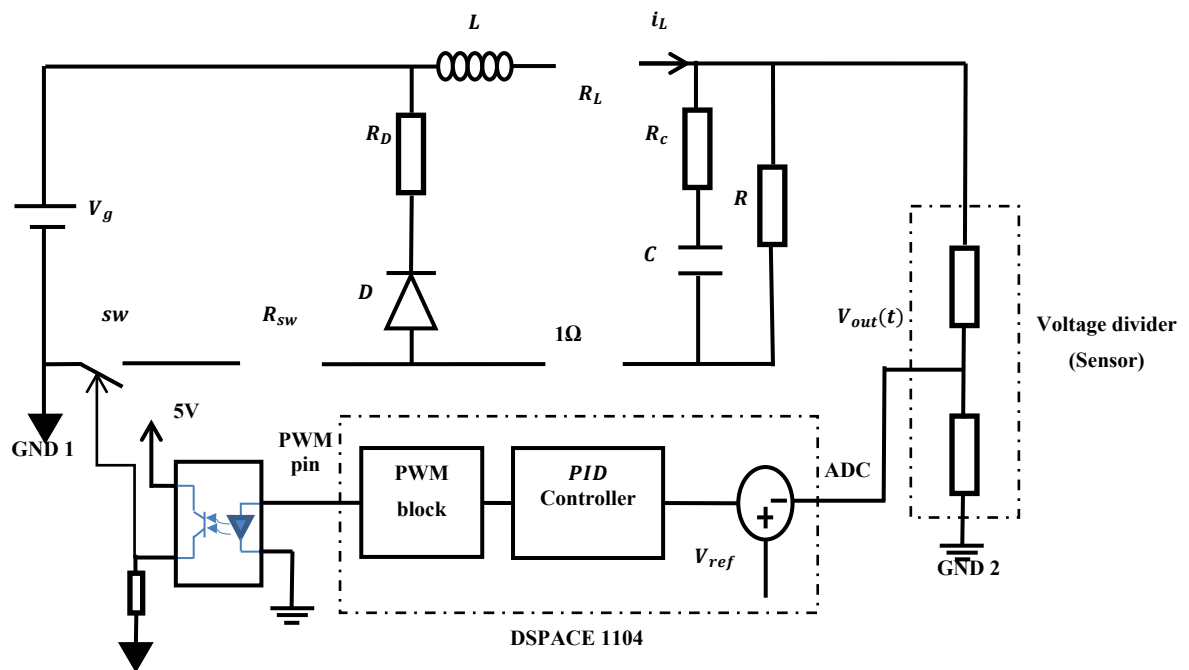 L
i_L
R_L
R_D
R_c
R
V_g
C
D
V_out(t)
Voltage divider
(Sensor)
sw
R_sw
1Ω
5V
GND 1
PWM
pin
PWM
block
PID
Controller
ADC
V_ref
GND 2
DSPACE 1104